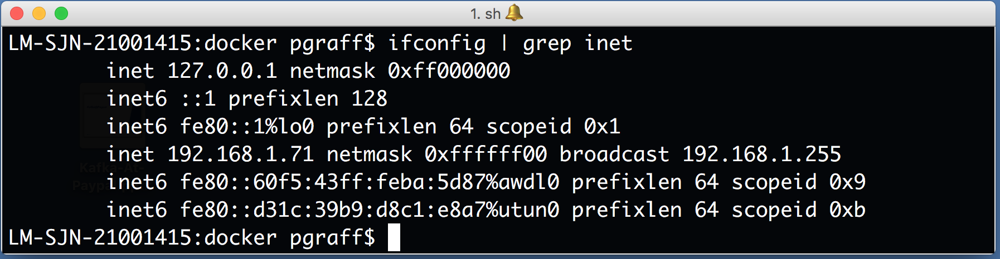 1. sh
LM-SJN-21001415:docker pgraff$ ifconfig | grep inet
inet 127.0.0.1 netmask 0xff000000
inet6 ::1 prefixlen 128
inet6 fe80::1%lo0 prefixlen 64 scopeid 0x1
inet 192.168.1.71 netmask 0xffffff00 broadcast 192.168.1.255
Kafka-At-
inet6 fe80::60f5:43ff:feba:5d87%awdl0 prefixlen 64 scopeid 0x9
inet6 fe80::d31c:39b9:d8c1:e8a7%utun0 prefixlen 64 scopeid 0xb
LM-SJN-21001415:docker pgraff$